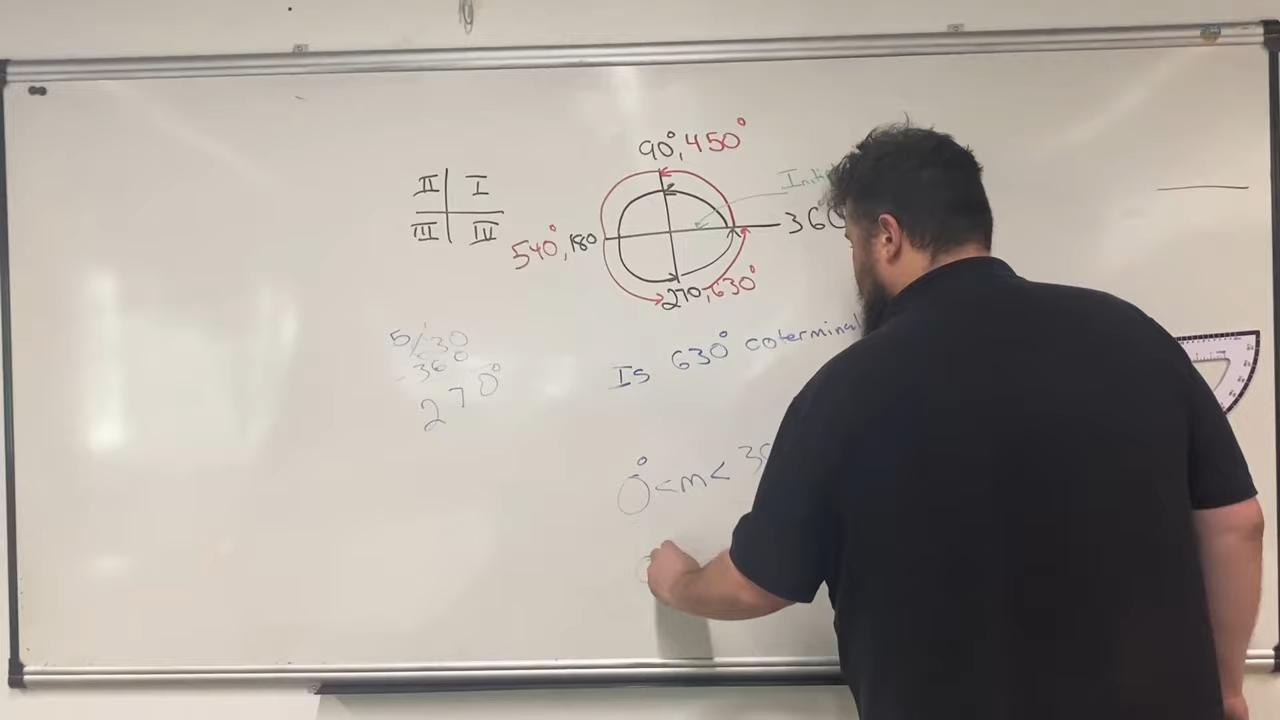 90°, 450°
II I
III IV
Initi
360
540°, 180
270, 630°
5/30
- 360
270°
Is 630° coterminal
0° < m < 3